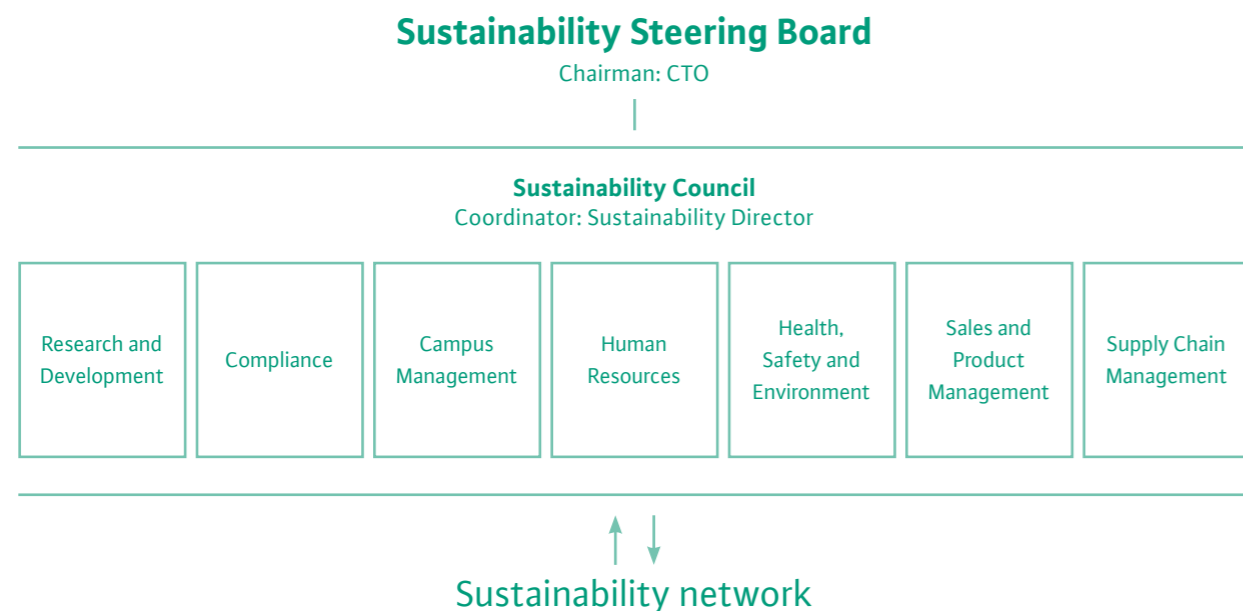 Sustainability Steering Board
Chairman: CTO
Sustainability Council
Coordinator: Sustainability Director
Research and
Development
Compliance
Campus
Management
Human
Resources
Health,
Safety and
Environment
Sales and
Product
Management
Supply Chain
Management
Sustainability network